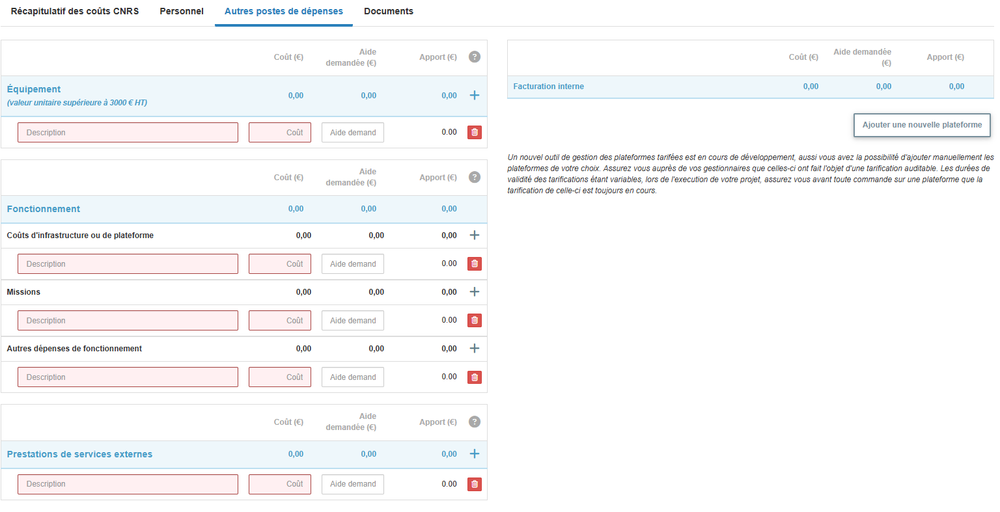 Récapitulatif des coûts CNRS Personnel Autres postes de dépenses Documents
Coût (€) Aide demandée (€) Apport (€) ?
Équipement 0,00 0,00 0,00
(valeur unitaire supérieure à 3000 € HT)
Description Coût Aide demand 0.00
Coût (€) Aide demandée (€) Apport (€) ?
Fonctionnement 0,00 0,00 0,00
Coûts d'infrastructure ou de plateforme 0,00 0,00 0,00
Description Coût Aide demand 0.00
Missions 0,00 0,00 0,00
Description Coût Aide demand 0.00
Autres dépenses de fonctionnement 0,00 0,00 0,00
Description Coût Aide demand 0.00
Coût (€) Aide demandée (€) Apport (€) ?
Prestations de services externes 0,00 0,00 0,00
Description Coût Aide demand 0.00
Coût (€) Aide demandée (€) Apport (€)
Facturation interne 0,00 0,00 0,00
Ajouter une nouvelle plateforme
Un nouvel outil de gestion des plateformes tarifées est en cours de développement, aussi vous avez la possibilité d'ajouter manuellement les
plateformes de votre choix. Assurez vous auprès de vos gestionnaires que celles-ci ont fait l'objet d'une tarification auditable. Les durées de
validité des tarifications étant variables, lors de l'execution de votre projet, assurez vous avant toute commande sur une plateforme que la
tarification de celle-ci est toujours en cours.